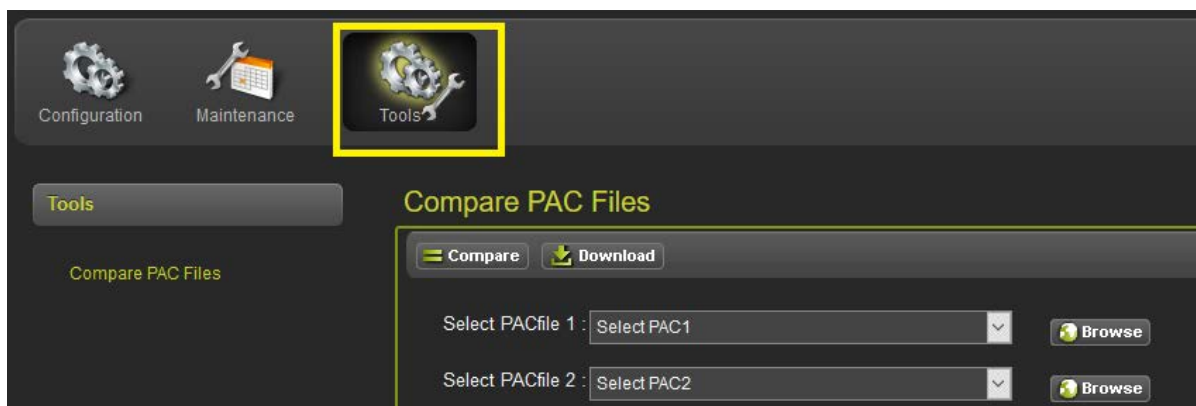 Configuration Maintenance Tools
Tools
Compare PAC Files
Compare PAC Files
Compare Download
Select PACfile 1 : Select PAC1 Browse
Select PACfile 2 : Select PAC2 Browse